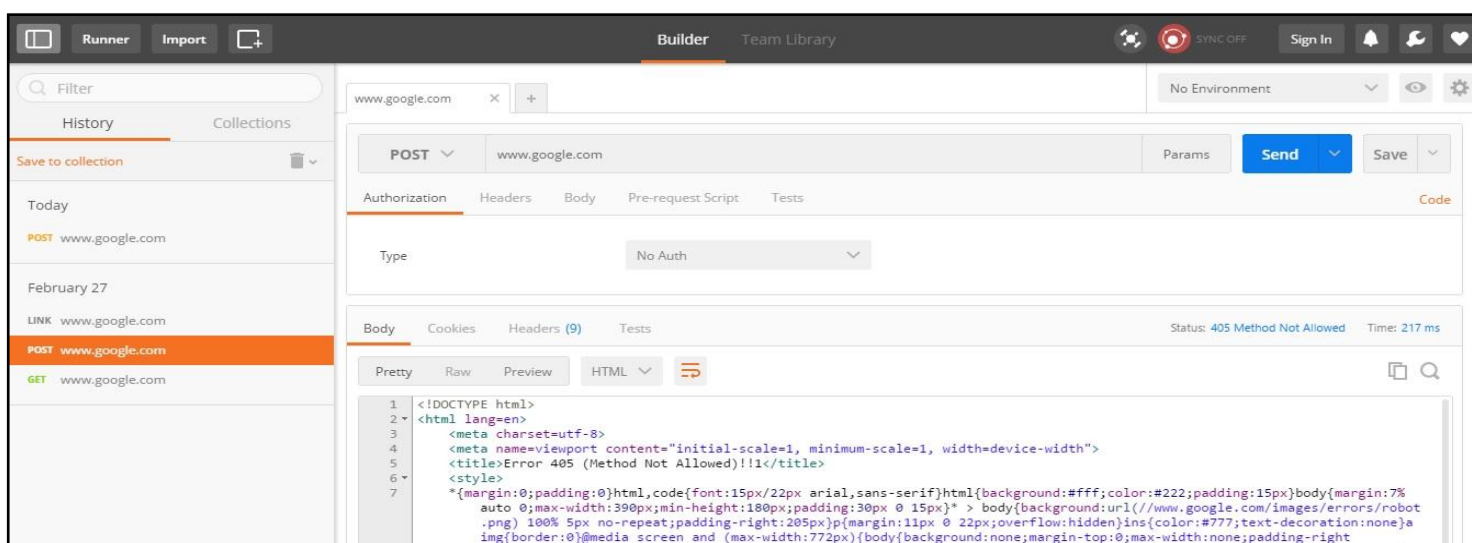 Runner Import Builder Team Library SYNC OFF Sign In
Filter
www.google.com
No Environment
History Collections
Save to collection
POST www.google.com Params Send Save
Authorization Headers Body Pre-request Script Tests Code
Today
POST www.google.com
Type No Auth
February 27
LINK www.google.com
POST www.google.com
GET www.google.com
Body Cookies Headers (9) Tests Status: 405 Method Not Allowed Time: 217 ms
Pretty Raw Preview HTML
1 <!DOCTYPE html>
2 <html lang=en>
3 <meta charset=utf-8>
4 <meta name=viewport content="initial-scale=1, minimum-scale=1, width=device-width">
5 <title>Error 405 (Method Not Allowed)!!1</title>
6 <style>
7 *{margin:0;padding:0}html,code{font:15px/22px arial,sans-serif}html{background:#fff;color:#222;padding:15px}body{margin:7%
auto 0;max-width:390px;min-height:180px;padding:30px 0 15px}* > body{background:url(//www.google.com/images/errors/robot
.png) 100% 5px no-repeat;padding-right:205px}p{margin:11px 0 22px;overflow:hidden}ins{color:#777;text-decoration:none}a
img{border:0}@media screen and (max-width:772px){body{background:none;margin-top:0;max-width:none;padding-right